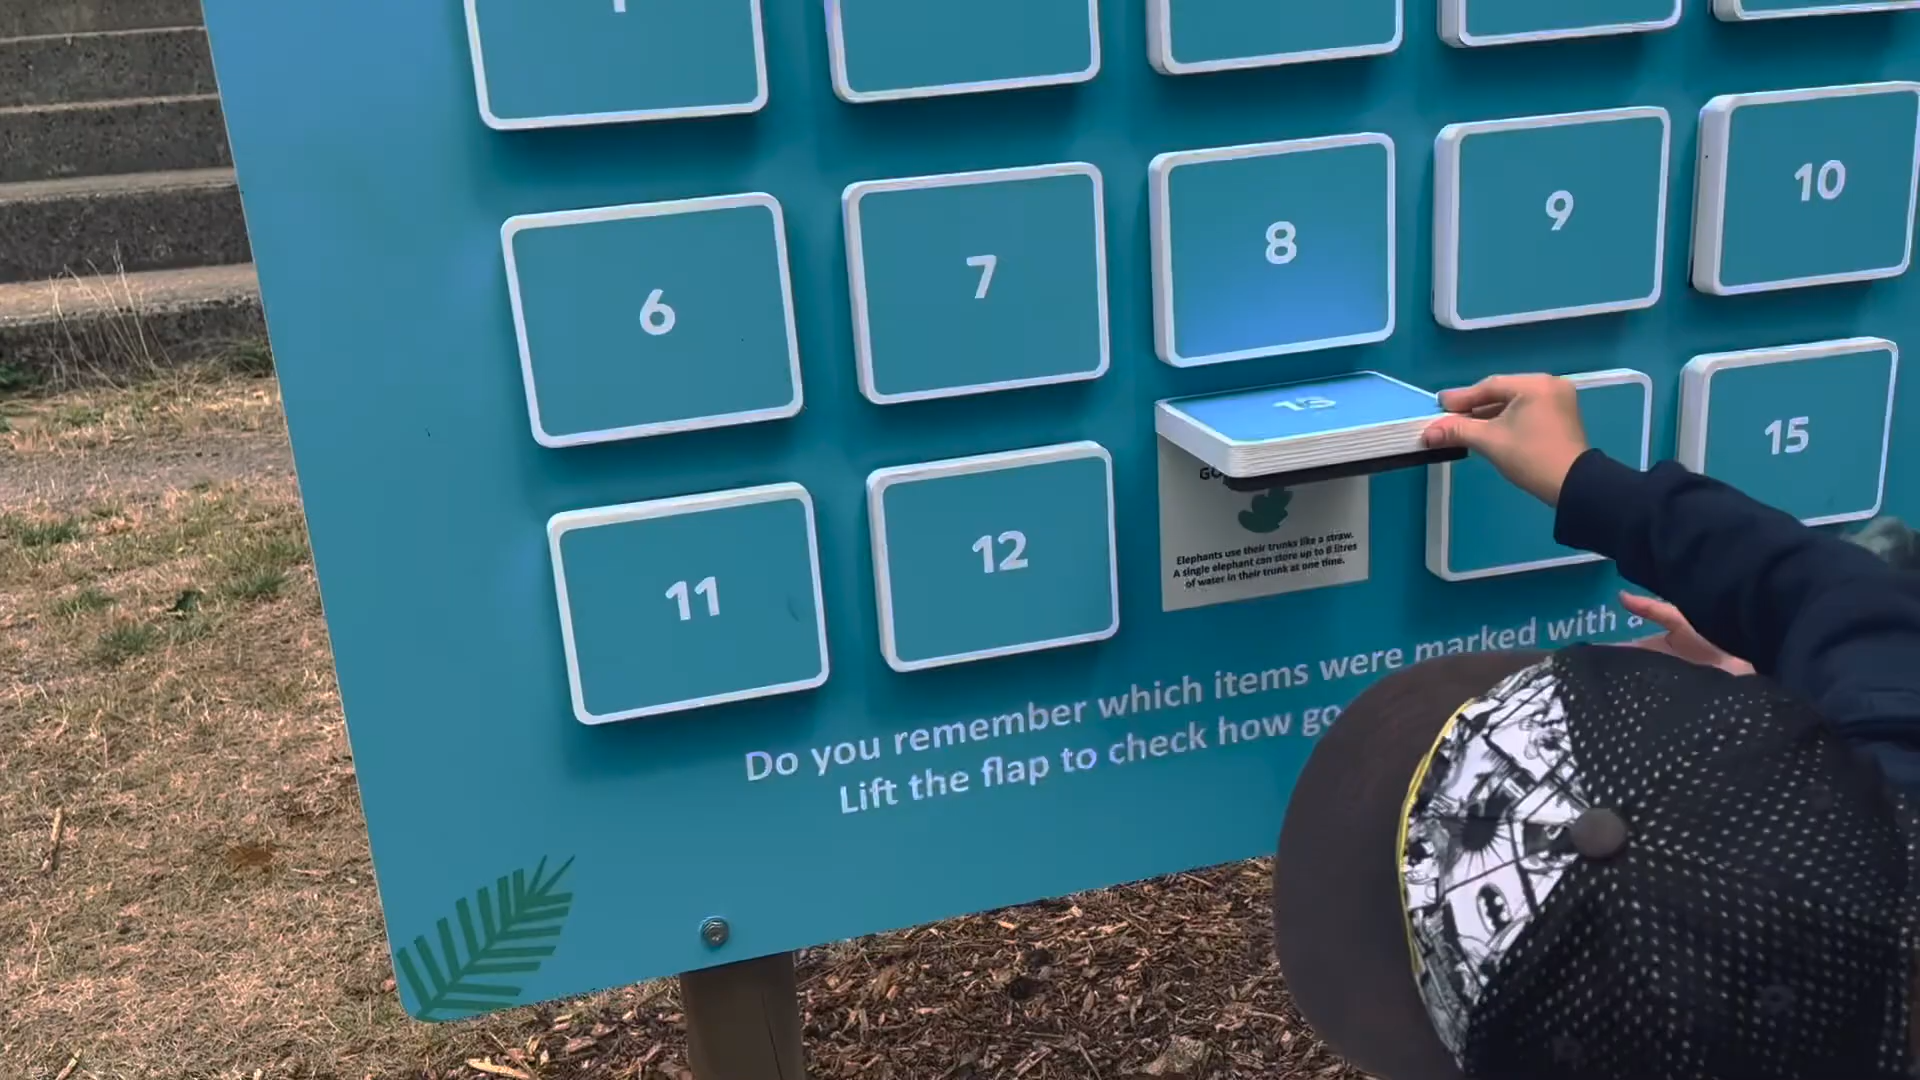 6
7
8
9
10
11
12
13
15
GO
Elephants use their trunks like a straw.
A single elephant can store up to 8 litres
of water in their trunk at one time.
Do you remember which items were marked with a
Lift the flap to check how go